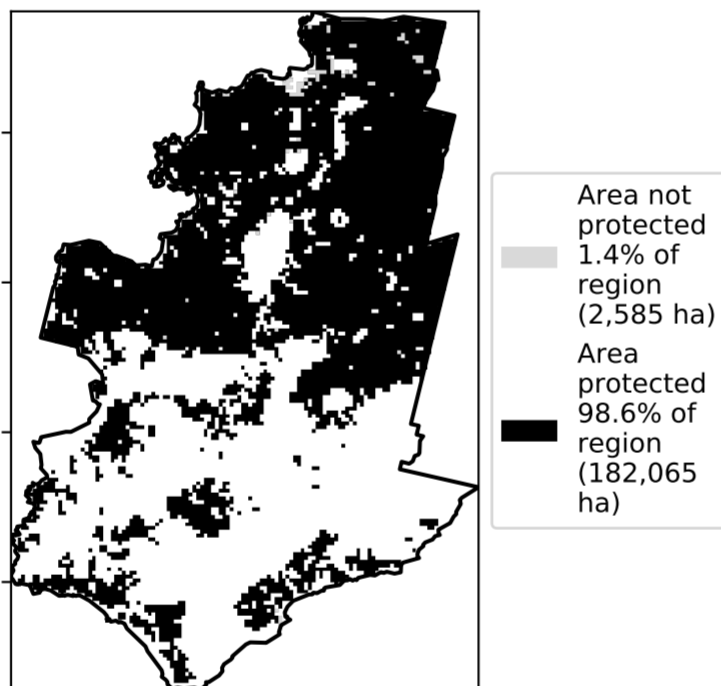 Area not
protected
1.4% of
region
(2,585 ha)
Area
protected
98.6% of
region
(182,065
ha)